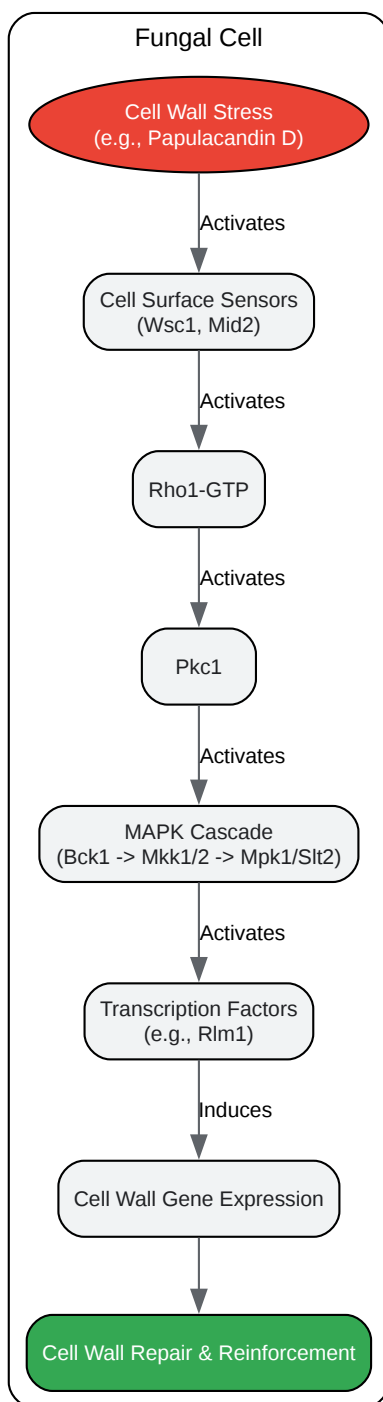 Fungal Cell
Cell Wall Stress
(e.g., Papulacandin D)
Activates
Cell Surface Sensors
(Wsc1, Mid2)
Activates
Rho1-GTP
Activates
Pkc1
Activates
MAPK Cascade
(Bck1 -> Mkk1/2 -> Mpk1/Slt2)
Activates
Transcription Factors
(e.g., Rlm1)
Induces
Cell Wall Gene Expression
Cell Wall Repair & Reinforcement